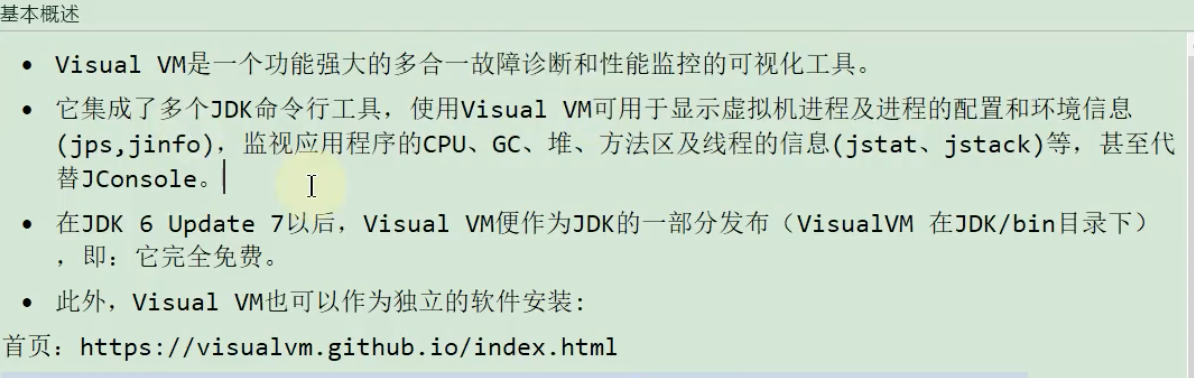 基本概述
• Visual VM是一个功能强大的多合一故障诊断和性能监控的可视化工具。
• 它集成了多个JDK命令行工具，使用Visual VM可用于显示虚拟机进程及进程的配置和环境信息
(jps,jinfo)，监视应用程序的CPU、GC、堆、方法区及线程的信息(jstat、jstack)等，甚至代
替JConsole。
• 在JDK 6 Update 7以后，Visual VM便作为JDK的一部分发布（VisualVM 在JDK/bin目录下）
，即：它完全免费。
• 此外，Visual VM也可以作为独立的软件安装:
首页：https://visualvm.github.io/index.html